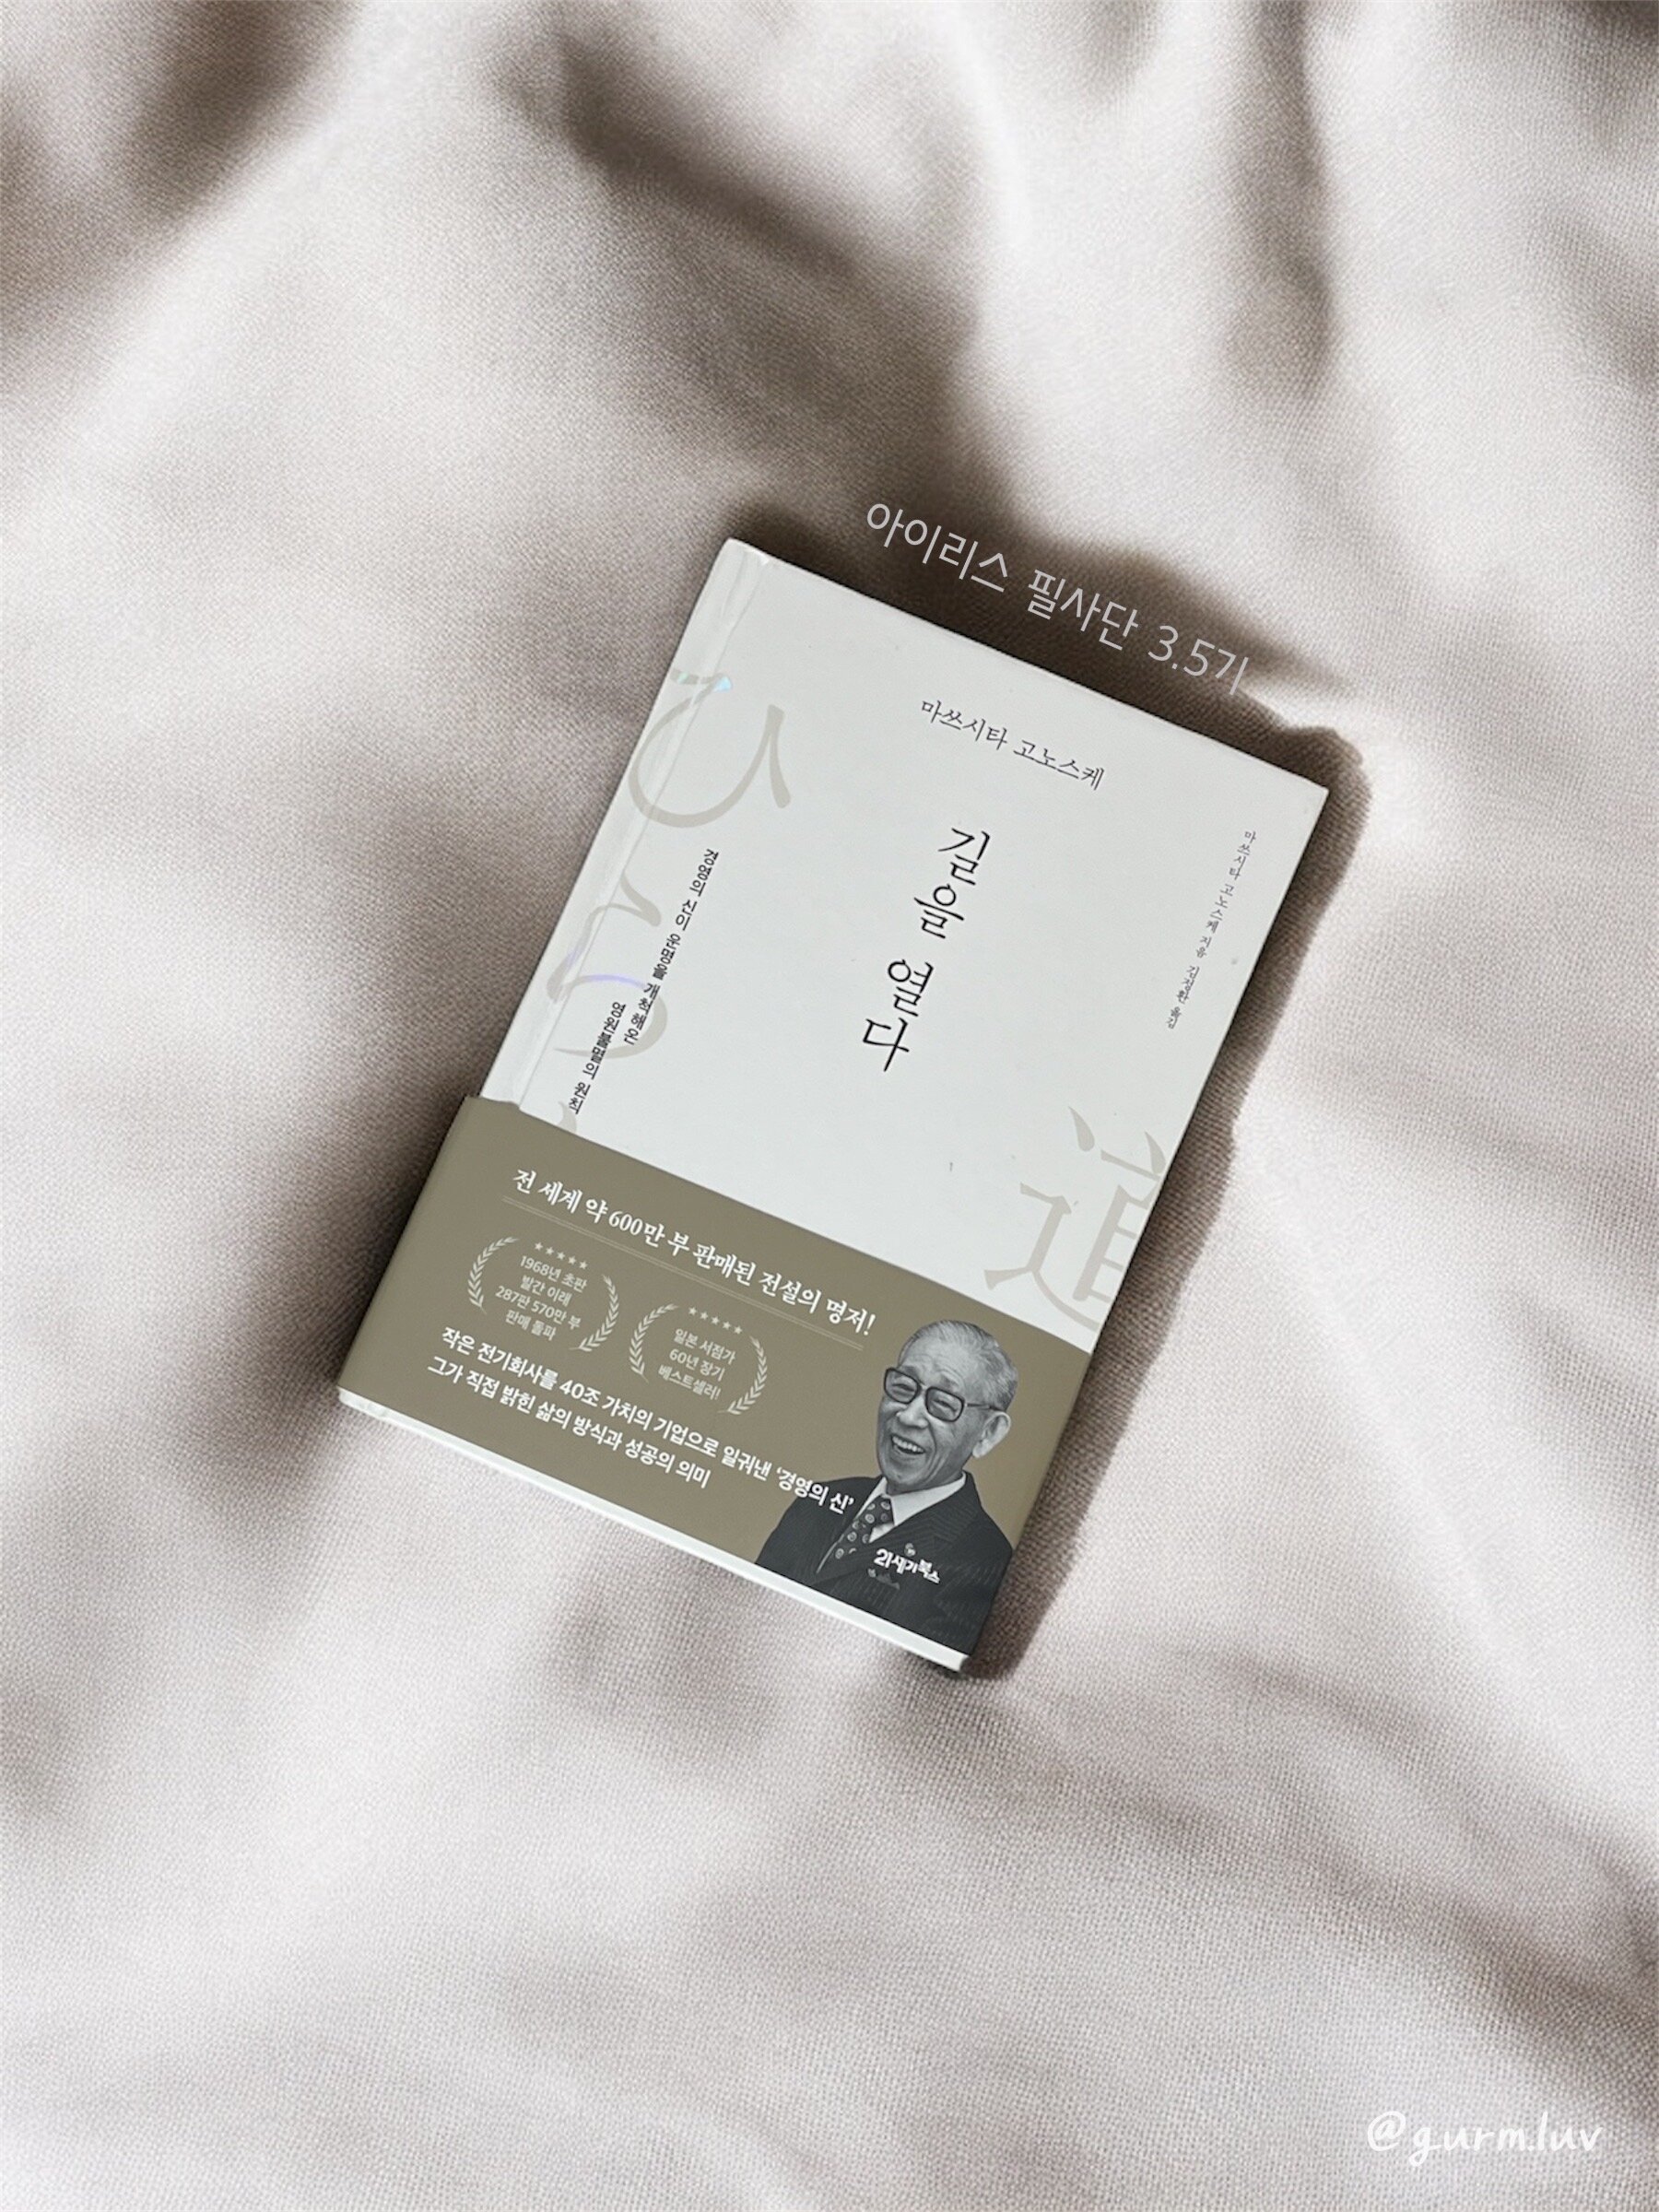 아이리스 필사단 3.5기
마쓰시타 고노스케
길을 열다
마쓰시타 고노스케 지음 김정환 옮김
경영의 신이 운명을 개척해온
영원불멸의 원칙
ひらく
道
전 세계 약 600만 부 판매된 전설의 명저!
★★★★★
1968년 초판
발간 이래
287판 570만 부
판매 돌파
★★★★★
일본 서점가
60년 장기
베스트셀러!
작은 전기회사를 40조 가치의 기업으로 일궈낸 '경영의 신'
그가 직접 밝힌 삶의 방식과 성공의 의미
21세기북스
@gurm.luv